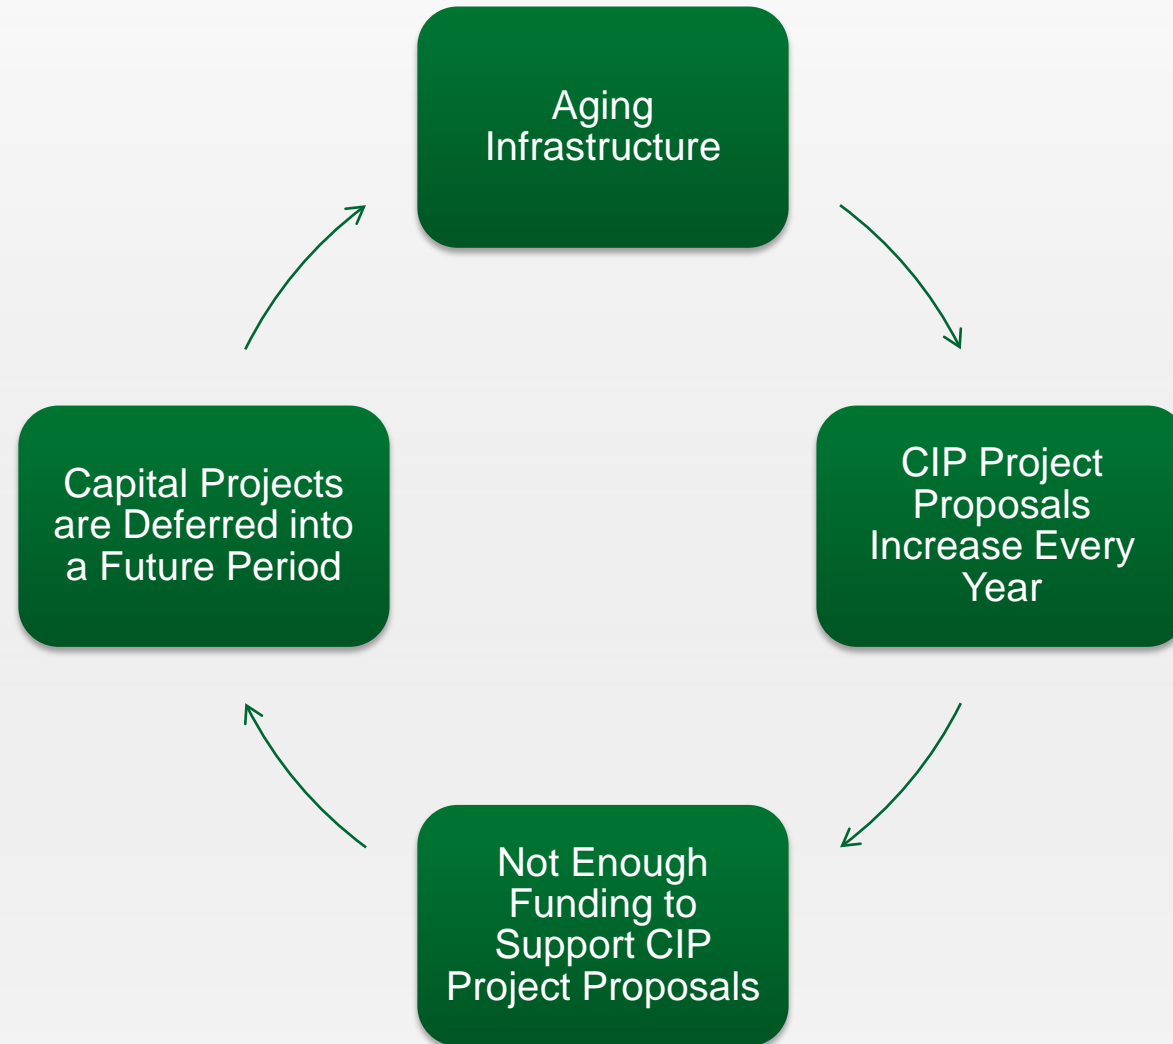 Aging
Infrastructure
CIP Project
Proposals
Increase Every
Year
Not Enough
Funding to
Support CIP
Project Proposals
Capital Projects
are Deferred into
a Future Period